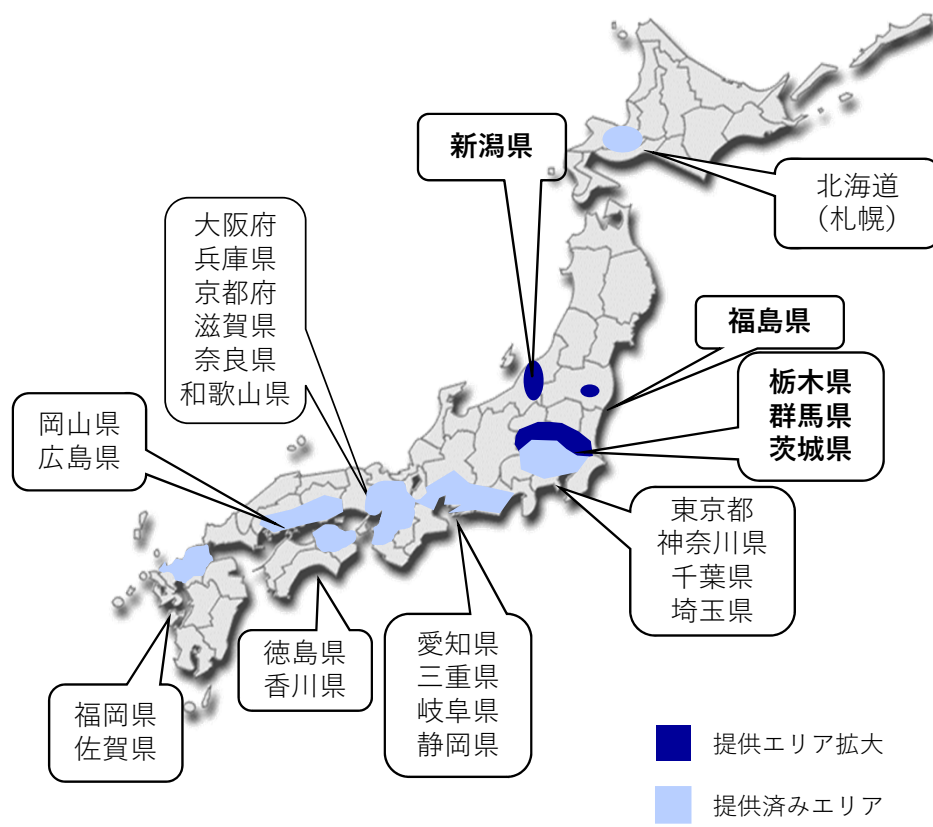 新潟県
北海道
(札幌)
大阪府
兵庫県
京都府
滋賀県
奈良県
和歌山県
福島県
栃木県
群馬県
茨城県
岡山県
広島県
東京都
神奈川県
千葉県
埼玉県
徳島県
香川県
愛知県
三重県
岐阜県
静岡県
福岡県
佐賀県
提供エリア拡大
提供済みエリア